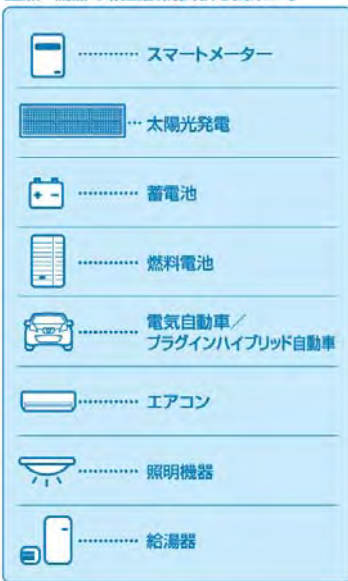 スマートメーター
太陽光発電
蓄電池
燃料電池
電気自動車／
プラグインハイブリッド自動車
エアコン
照明機器
給湯器